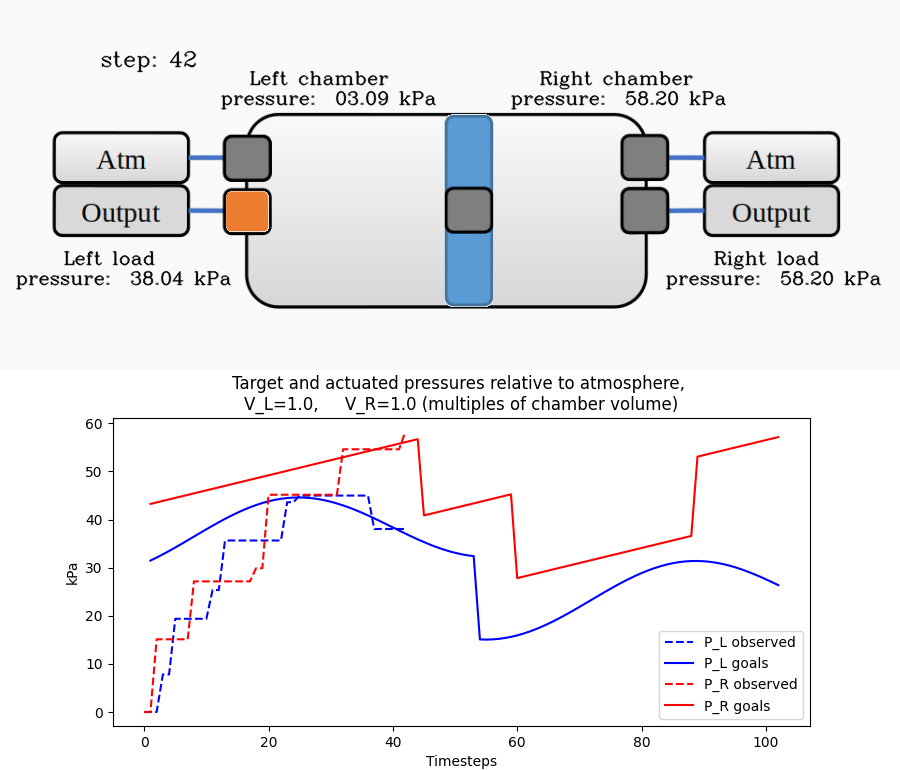 step: 42
Left chamber
pressure: 03.09 kPa
Right chamber
pressure: 58.20 kPa
Atm
Output
Atm
Output
Left load
pressure: 38.04 kPa
Right load
pressure: 58.20 kPa
Target and actuated pressures relative to atmosphere,
V_L=1.0, V_R=1.0 (multiples of chamber volume)
60
50
40
30
20
10
0
kPa
0 20 40 60 80 100
Timesteps
P_L observed
P_L goals
P_R observed
P_R goals